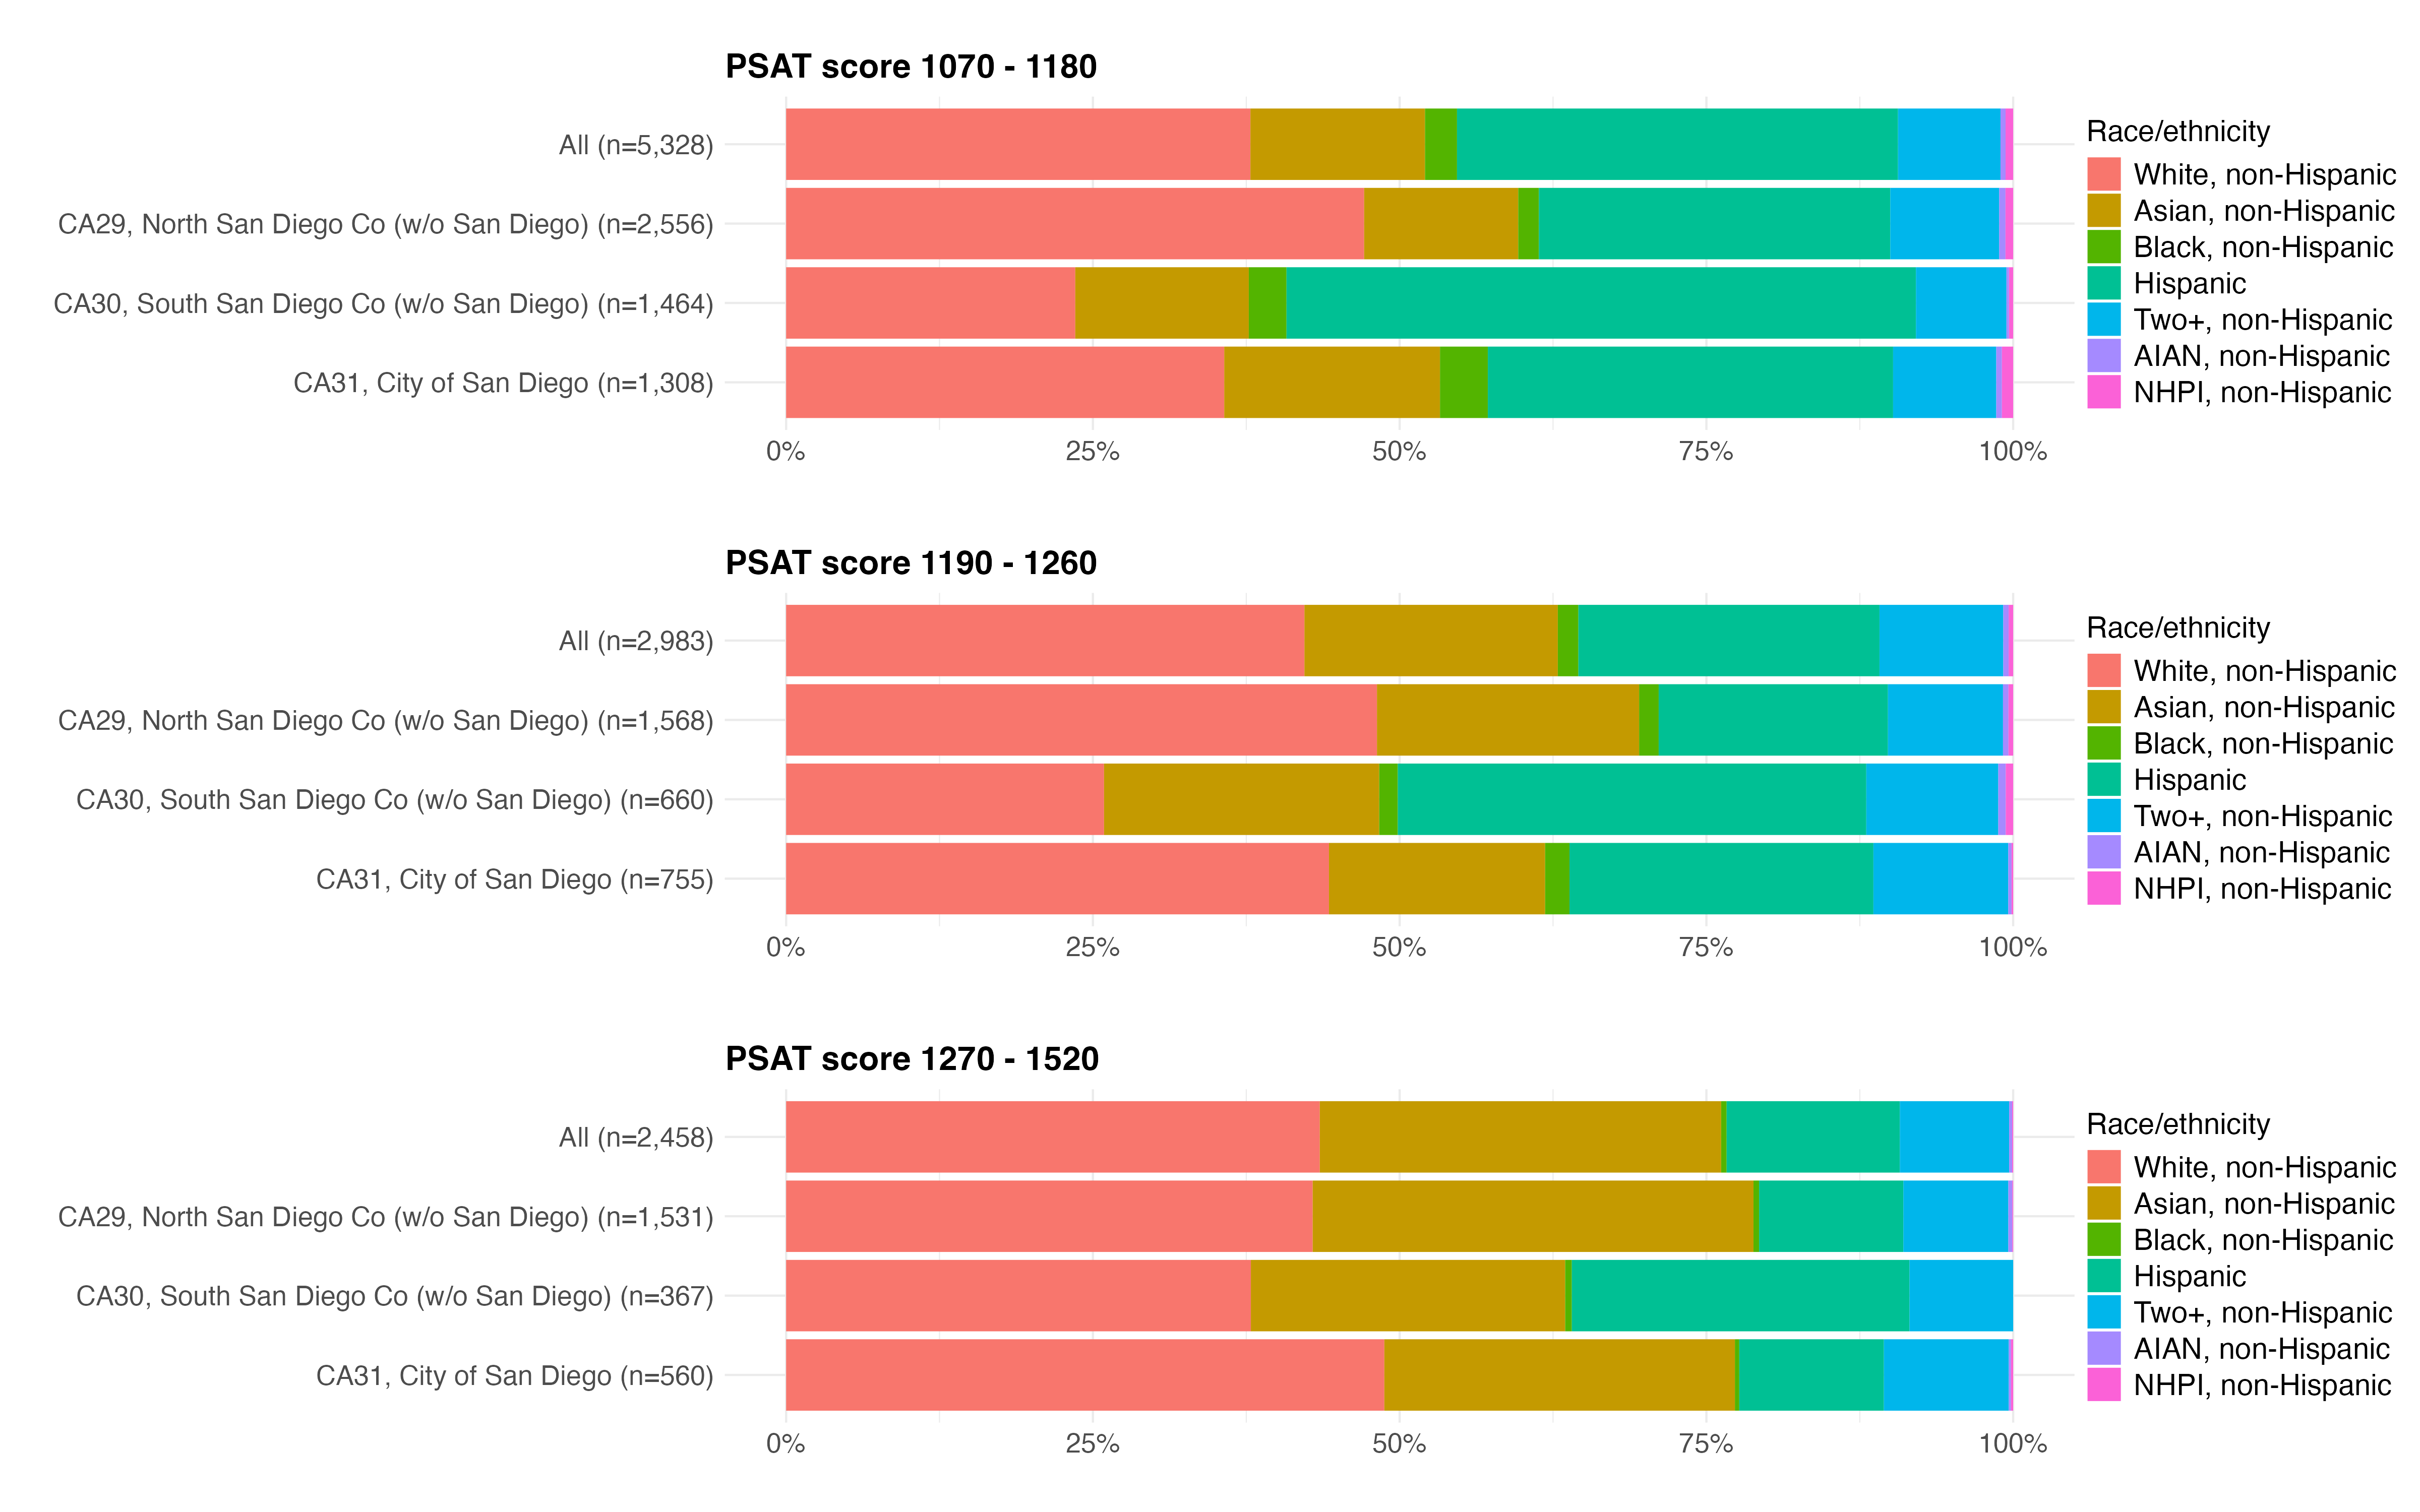 PSAT score 1070 - 1180
All (n=5,328)
CA29, North San Diego Co (w/o San Diego) (n=2,556)
CA30, South San Diego Co (w/o San Diego) (n=1,464)
CA31, City of San Diego (n=1,308)
0% 25% 50% 75% 100%
Race/ethnicity
White, non-Hispanic
Asian, non-Hispanic
Black, non-Hispanic
Hispanic
Two+, non-Hispanic
AIAN, non-Hispanic
NHPI, non-Hispanic
PSAT score 1190 - 1260
All (n=2,983)
CA29, North San Diego Co (w/o San Diego) (n=1,568)
CA30, South San Diego Co (w/o San Diego) (n=660)
CA31, City of San Diego (n=755)
0% 25% 50% 75% 100%
Race/ethnicity
White, non-Hispanic
Asian, non-Hispanic
Black, non-Hispanic
Hispanic
Two+, non-Hispanic
AIAN, non-Hispanic
NHPI, non-Hispanic
PSAT score 1270 - 1520
All (n=2,458)
CA29, North San Diego Co (w/o San Diego) (n=1,531)
CA30, South San Diego Co (w/o San Diego) (n=367)
CA31, City of San Diego (n=560)
0% 25% 50% 75% 100%
Race/ethnicity
White, non-Hispanic
Asian, non-Hispanic
Black, non-Hispanic
Hispanic
Two+, non-Hispanic
AIAN, non-Hispanic
NHPI, non-Hispanic